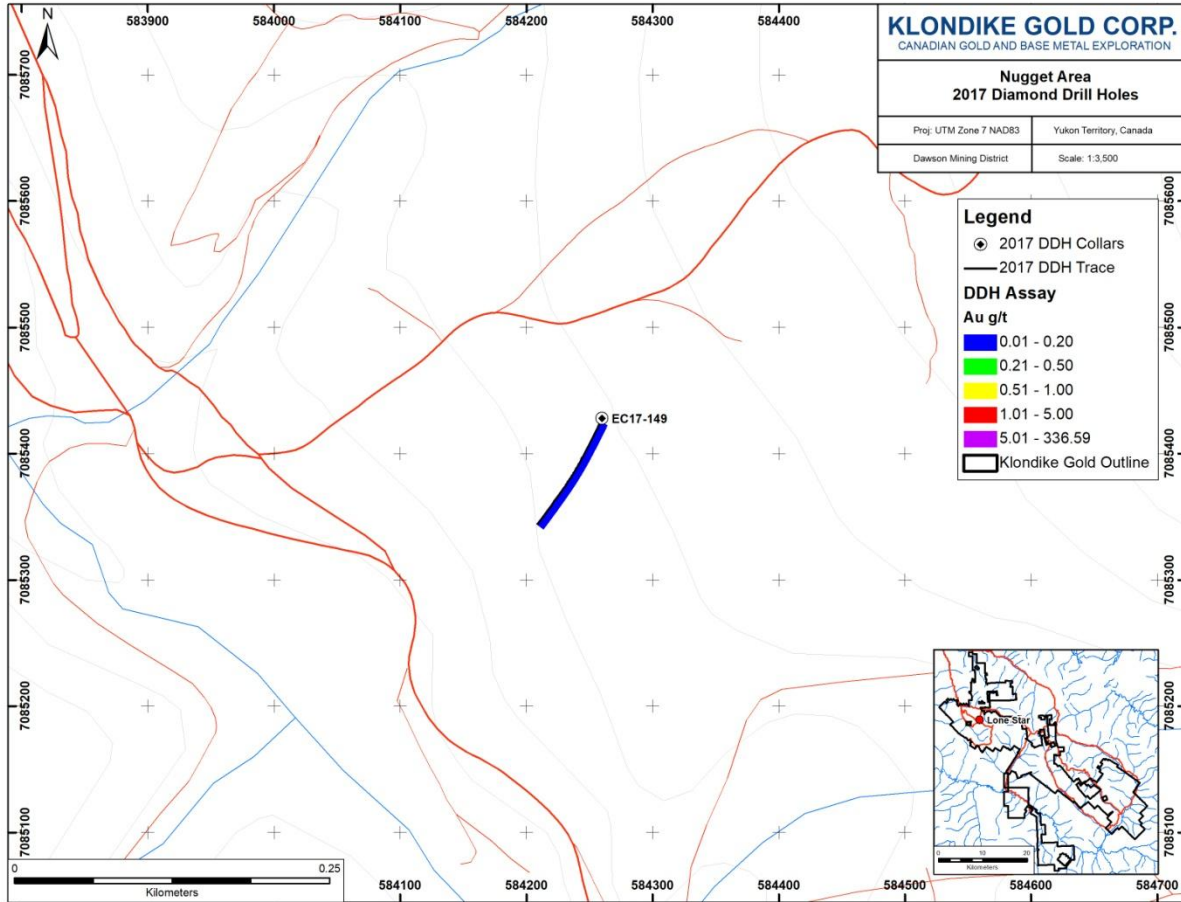 583900 584000 584100 584200 584300 584400
N
KLONDIKE GOLD CORP.
CANADIAN GOLD AND BASE METAL EXPLORATION
Nugget Area
2017 Diamond Drill Holes
Proj: UTM Zone 7 NAD83 Yukon Territory, Canada
Dawson Mining District Scale: 1:3,500
7085700
7085600
7085500
7085400
7085300
7085200
7085100
7085600
7085500
7085400
7085300
7085200
7085100
Legend
2017 DDH Collars
2017 DDH Trace
DDH Assay
Au g/t
0.01 - 0.20
0.21 - 0.50
0.51 - 1.00
1.01 - 5.00
5.01 - 336.59
Klondike Gold Outline
EC17-149
Lone Star
0 10 20
Kilometers
0 0.25
Kilometers
584100 584200 584300 584400 584500 584600 584700